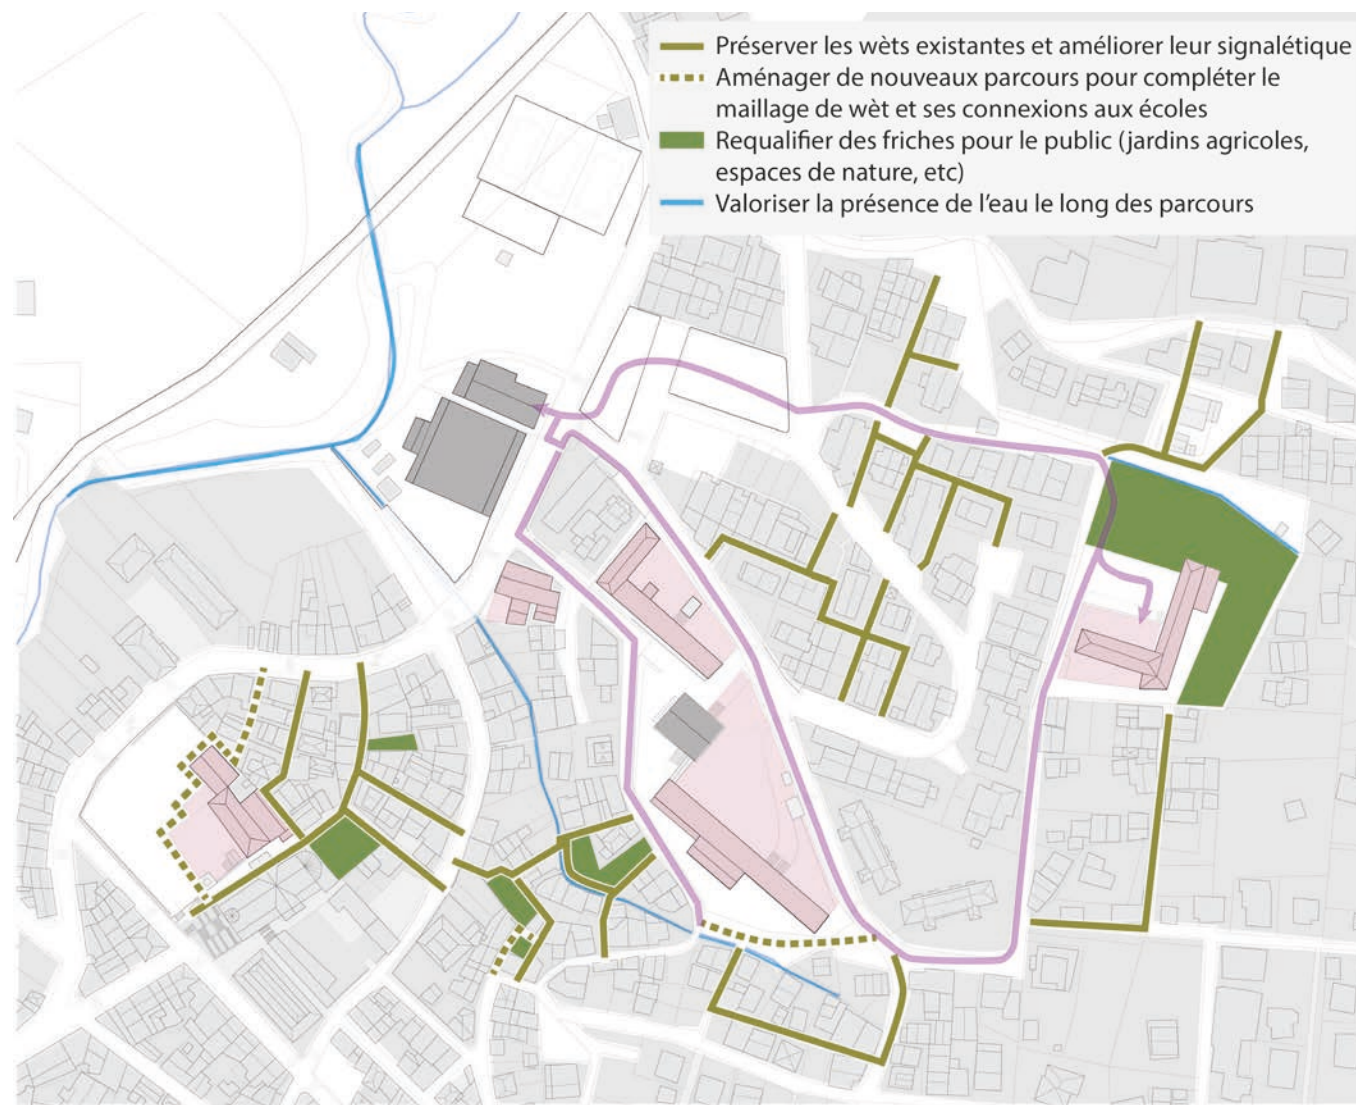 Préserver les wèts existantes et améliorer leur signalétique
Aménager de nouveaux parcours pour compléter le
maillage de wèt et ses connexions aux écoles
Requalifier des friches pour le public (jardins agricoles,
espaces de nature, etc)
Valoriser la présence de l’eau le long des parcours